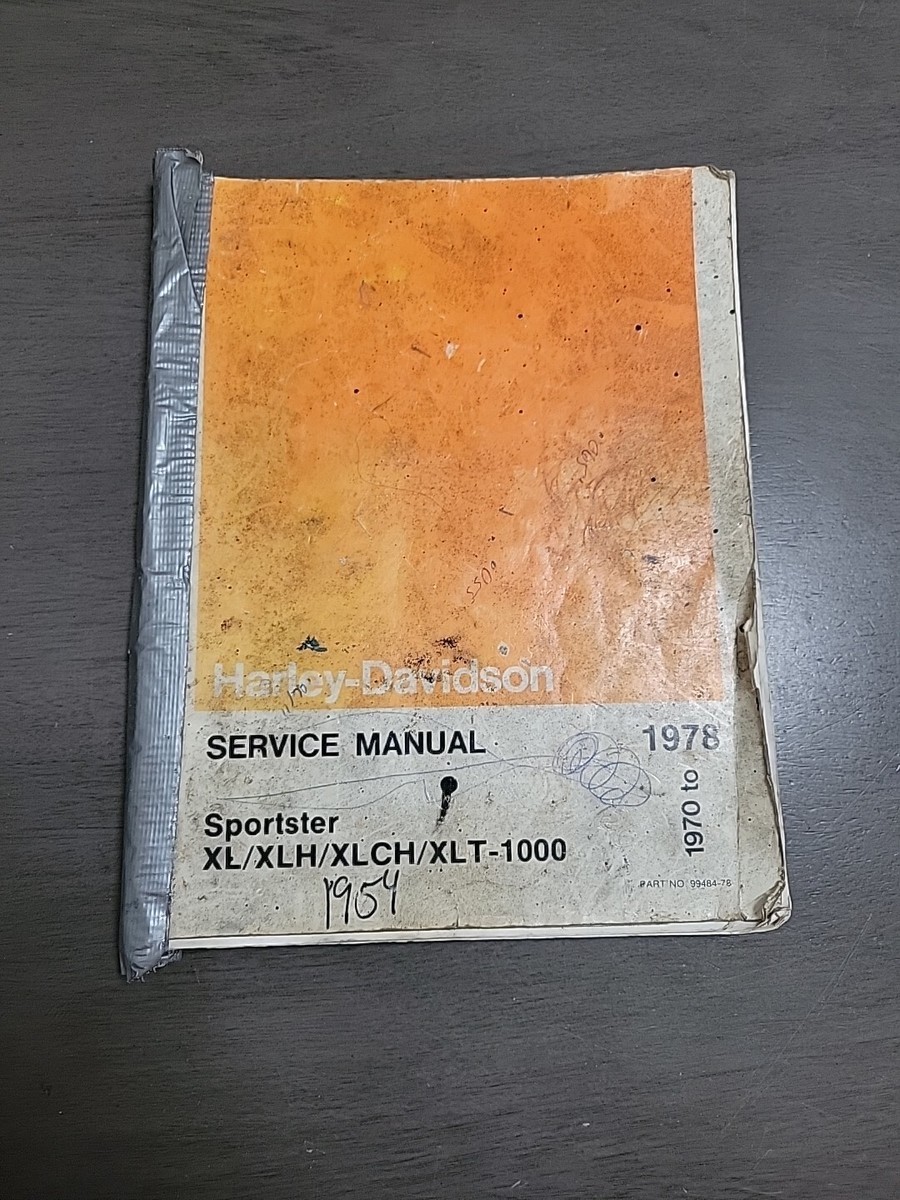 Harley-Davidson
SERVICE MANUAL
1978
1970 to
Sportster
XL/XLH/XLCH/XLT-1000
PART NO. 99484-78
1954